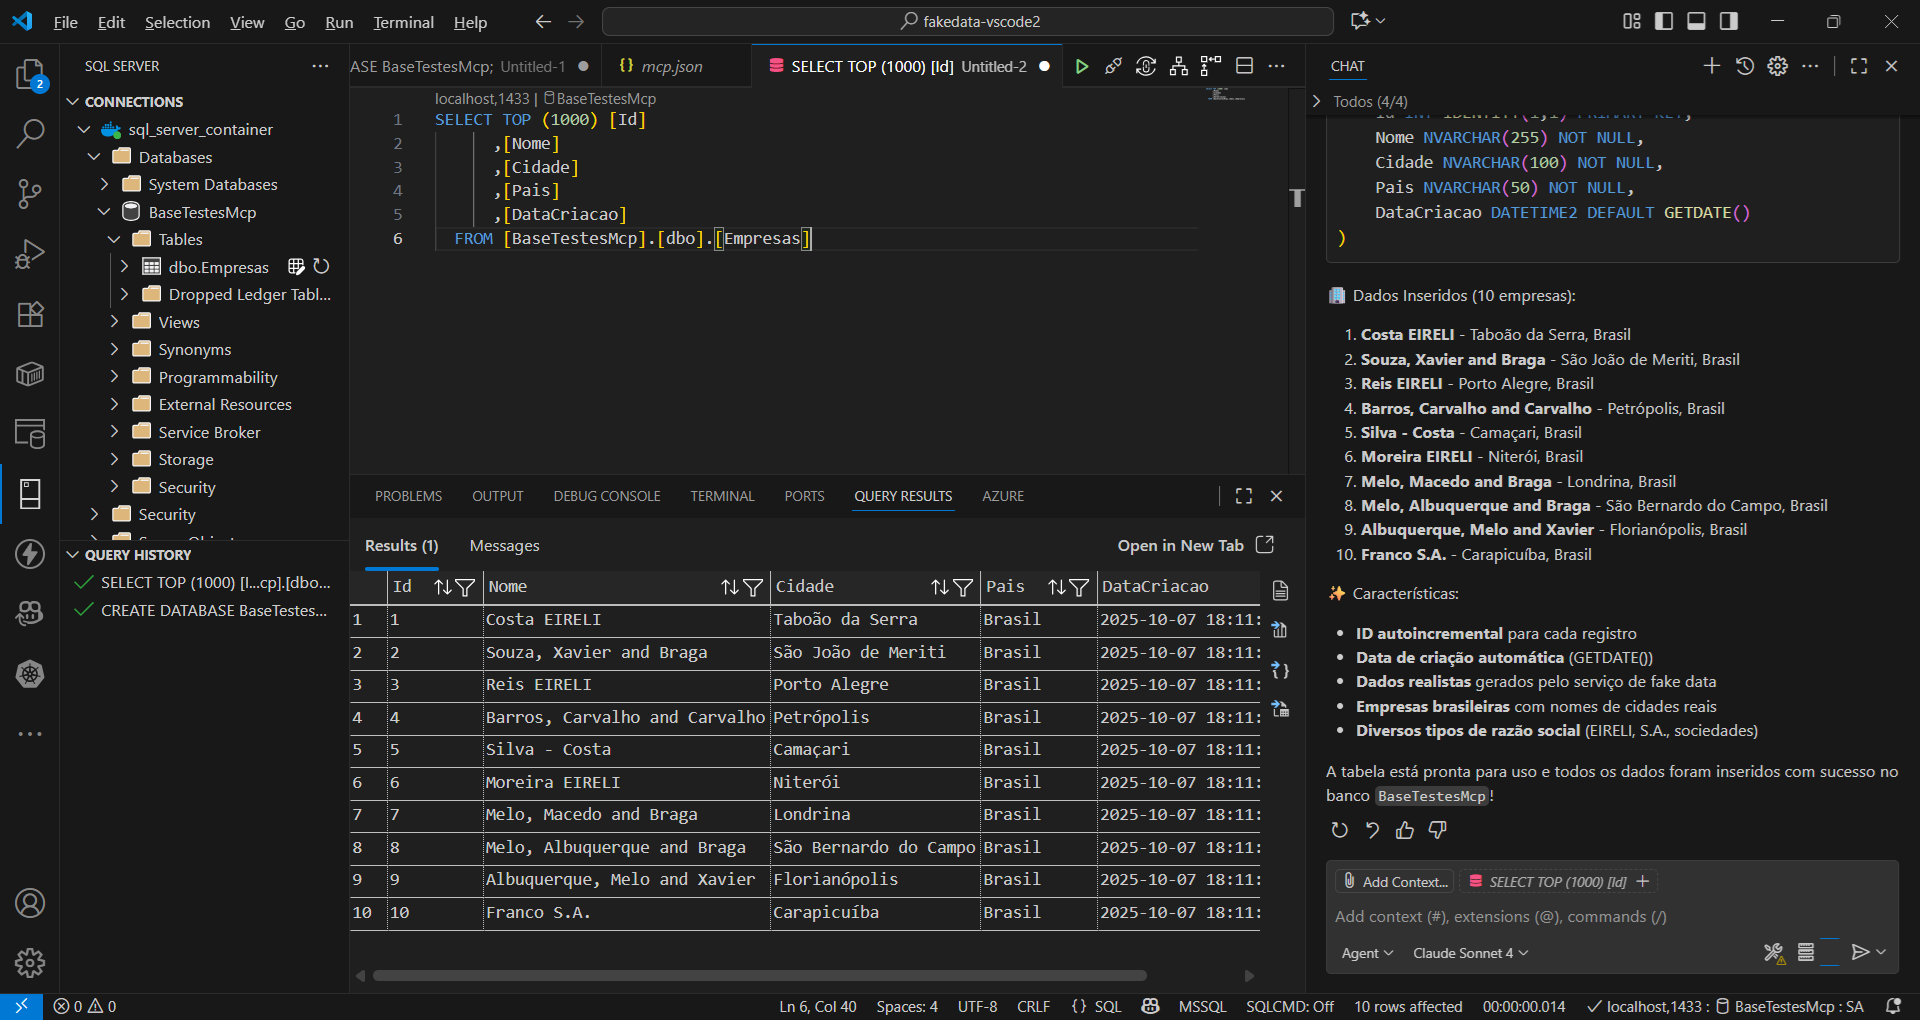 File Edit Selection View Go Run Terminal Help
fakedata-vscode2
2
SQL SERVER
CONNECTIONS
sql_server_container
Databases
System Databases
BaseTestesMcp
Tables
dbo.Empresas
Dropped Ledger Tabl...
Views
Synonyms
Programmability
External Resources
Service Broker
Storage
Security
Security
QUERY HISTORY
SELECT TOP (1000) [I...cp].[dbo...
CREATE DATABASE BaseTestes...
ASE BaseTestesMcp; Untitled-1
{} mcp.json
SELECT TOP (1000) [Id] Untitled-2
localhost,1433 | BaseTestesMcp
1 SELECT TOP (1000) [Id]
2 ,[Nome]
3 ,[Cidade]
4 ,[Pais]
5 ,[DataCriacao]
6 FROM [BaseTestesMcp].[dbo].[Empresas]
PROBLEMS OUTPUT DEBUG CONSOLE TERMINAL PORTS QUERY RESULTS AZURE
Results (1) Messages
Open in New Tab
Id Nome Cidade Pais DataCriacao
1 1 Costa EIRELI Taboão da Serra Brasil 2025-10-07 18:11:
2 2 Souza, Xavier and Braga São João de Meriti Brasil 2025-10-07 18:11:
3 3 Reis EIRELI Porto Alegre Brasil 2025-10-07 18:11:
4 4 Barros, Carvalho and Carvalho Petrópolis Brasil 2025-10-07 18:11:
5 5 Silva - Costa Camaçari Brasil 2025-10-07 18:11:
6 6 Moreira EIRELI Niterói Brasil 2025-10-07 18:11:
7 7 Melo, Macedo and Braga Londrina Brasil 2025-10-07 18:11:
8 8 Melo, Albuquerque and Braga São Bernardo do Campo Brasil 2025-10-07 18:11:
9 9 Albuquerque, Melo and Xavier Florianópolis Brasil 2025-10-07 18:11:
10 10 Franco S.A. Carapicuíba Brasil 2025-10-07 18:11:
CHAT
Todos (4/4)
Id INT IDENTITY(1,1) PRIMARY KEY,
Nome NVARCHAR(255) NOT NULL,
Cidade NVARCHAR(100) NOT NULL,
Pais NVARCHAR(50) NOT NULL,
DataCriacao DATETIME2 DEFAULT GETDATE()
)
Dados Inseridos (10 empresas):
1. Costa EIRELI - Taboão da Serra, Brasil
2. Souza, Xavier and Braga - São João de Meriti, Brasil
3. Reis EIRELI - Porto Alegre, Brasil
4. Barros, Carvalho and Carvalho - Petrópolis, Brasil
5. Silva - Costa - Camaçari, Brasil
6. Moreira EIRELI - Niterói, Brasil
7. Melo, Macedo and Braga - Londrina, Brasil
8. Melo, Albuquerque and Braga - São Bernardo do Campo, Brasil
9. Albuquerque, Melo and Xavier - Florianópolis, Brasil
10. Franco S.A. - Carapicuíba, Brasil
✨ Características:
• ID autoincremental para cada registro
• Data de criação automática (GETDATE())
• Dados realistas gerados pelo serviço de fake data
• Empresas brasileiras com nomes de cidades reais
• Diversos tipos de razão social (EIRELI, S.A., sociedades)
A tabela está pronta para uso e todos os dados foram inseridos com sucesso no
banco BaseTestesMcp!
Add Context... SELECT TOP (1000) [Id]
Add context (#), extensions (@), commands (/)
Agent Claude Sonnet 4
0 0
Ln 6, Col 40 Spaces: 4 UTF-8 CRLF {} SQL MSSQL SQLCMD: Off 10 rows affected 00:00:00.014 localhost,1433 : BaseTestesMcp : SA